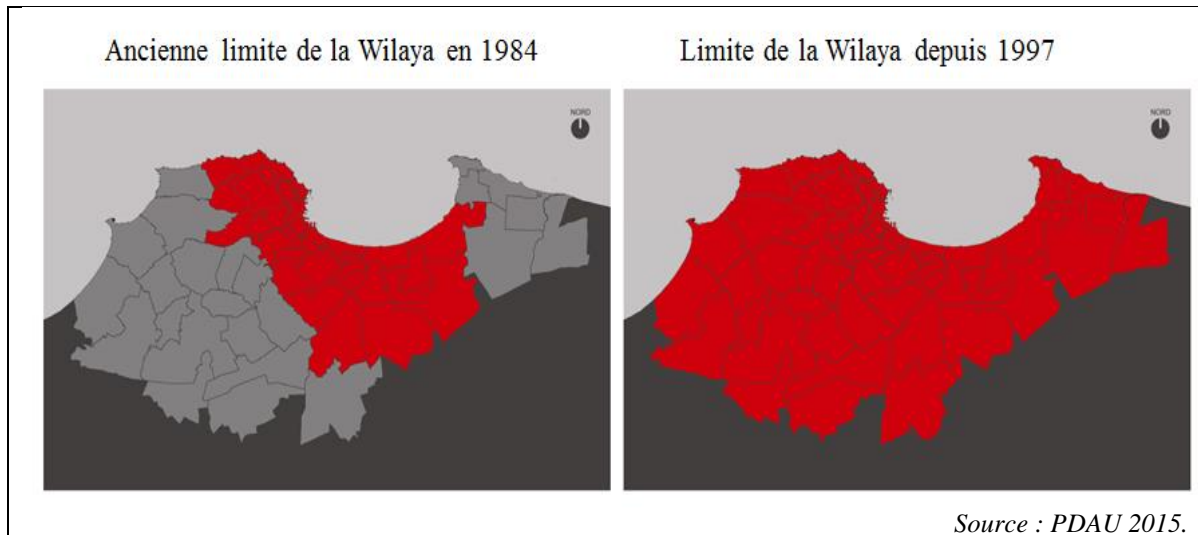 Ancienne limite de la Wilaya en 1984
Limite de la Wilaya depuis 1997
NORD
NORD
Source : PDAU 2015.